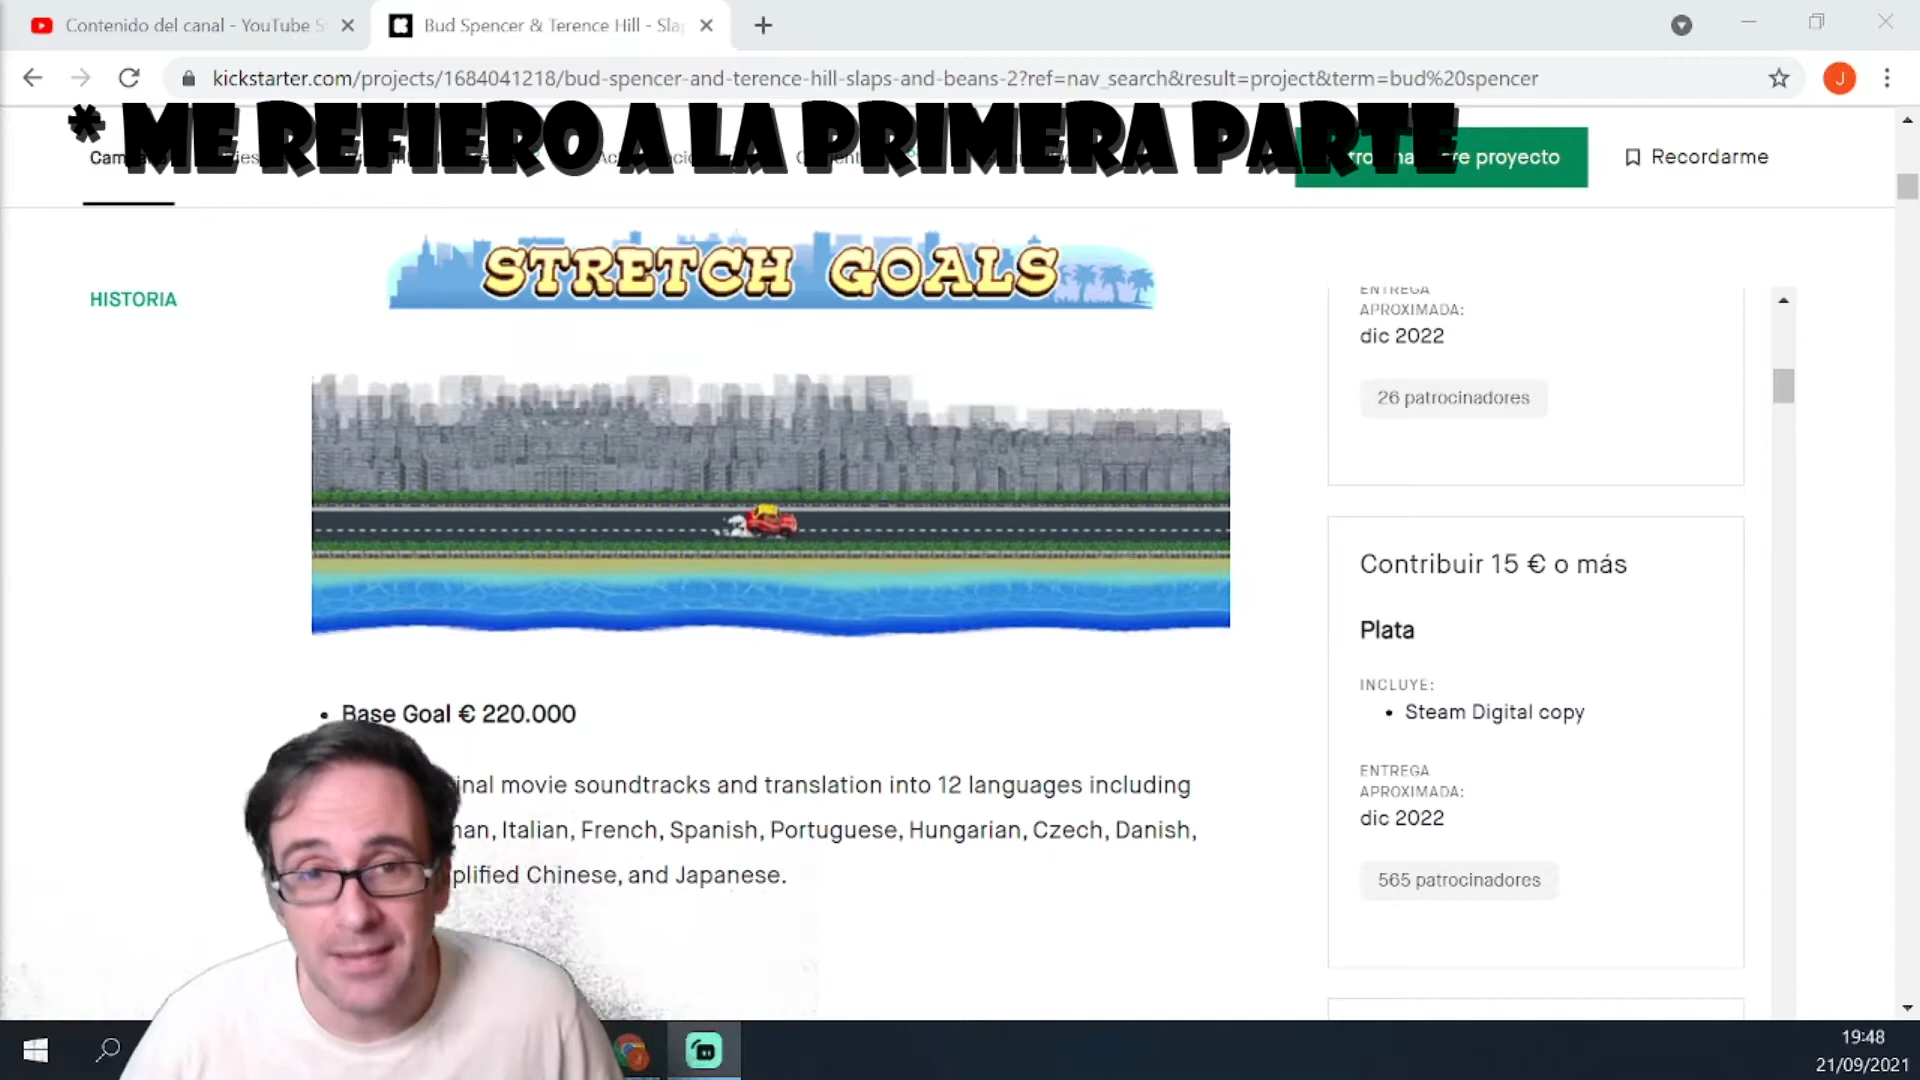 Contenido del canal - YouTube S
Bud Spencer & Terence Hill - Sla
kickstarter.com/projects/1684041218/bud-spencer-and-terence-hill-slaps-and-beans-2?ref=nav_search&result=project&term=bud%20spencer
J
* ME REFIERO A LA PRIMERA PARTE
proyecto
Recordarme
STRETCH GOALS
HISTORIA
ENTREGA
APROXIMADA:
dic 2022
26 patrocinadores
Contribuir 15 € o más
Plata
INCLUYE:
• Steam Digital copy
ENTREGA
APROXIMADA:
dic 2022
565 patrocinadores
• Base Goal € 220.000
inal movie soundtracks and translation into 12 languages including
man, Italian, French, Spanish, Portuguese, Hungarian, Czech, Danish,
plified Chinese, and Japanese.
19:48
21/09/2021